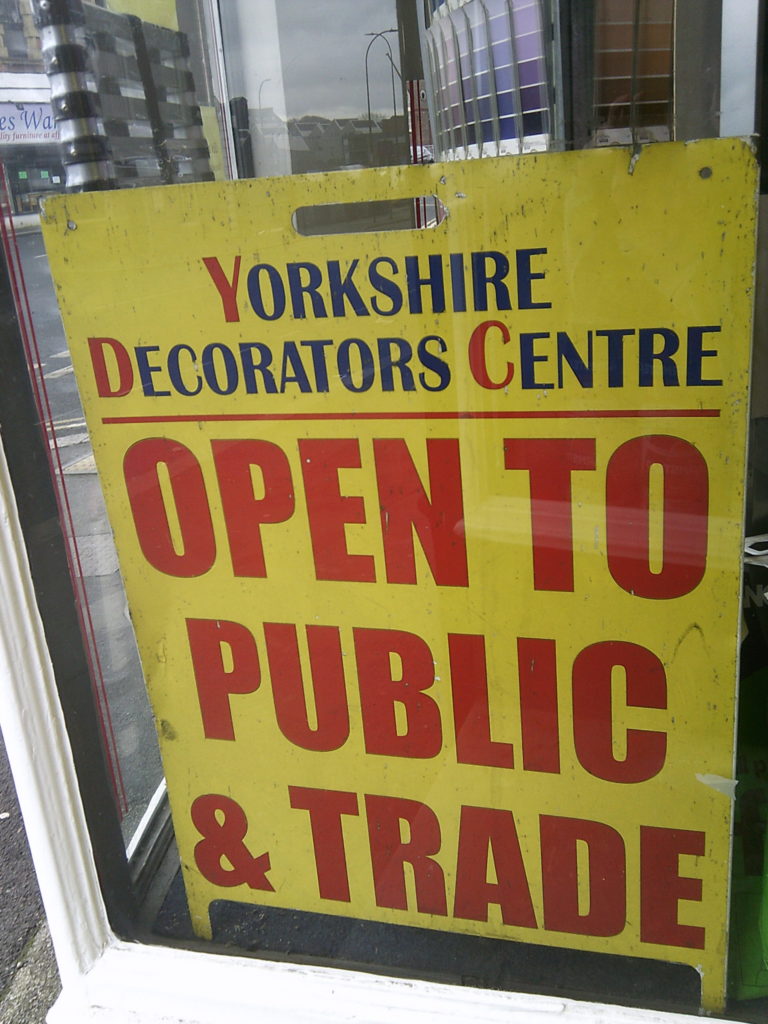 YORKSHIRE
DECORATORS CENTRE
OPEN TO
PUBLIC
& TRADE